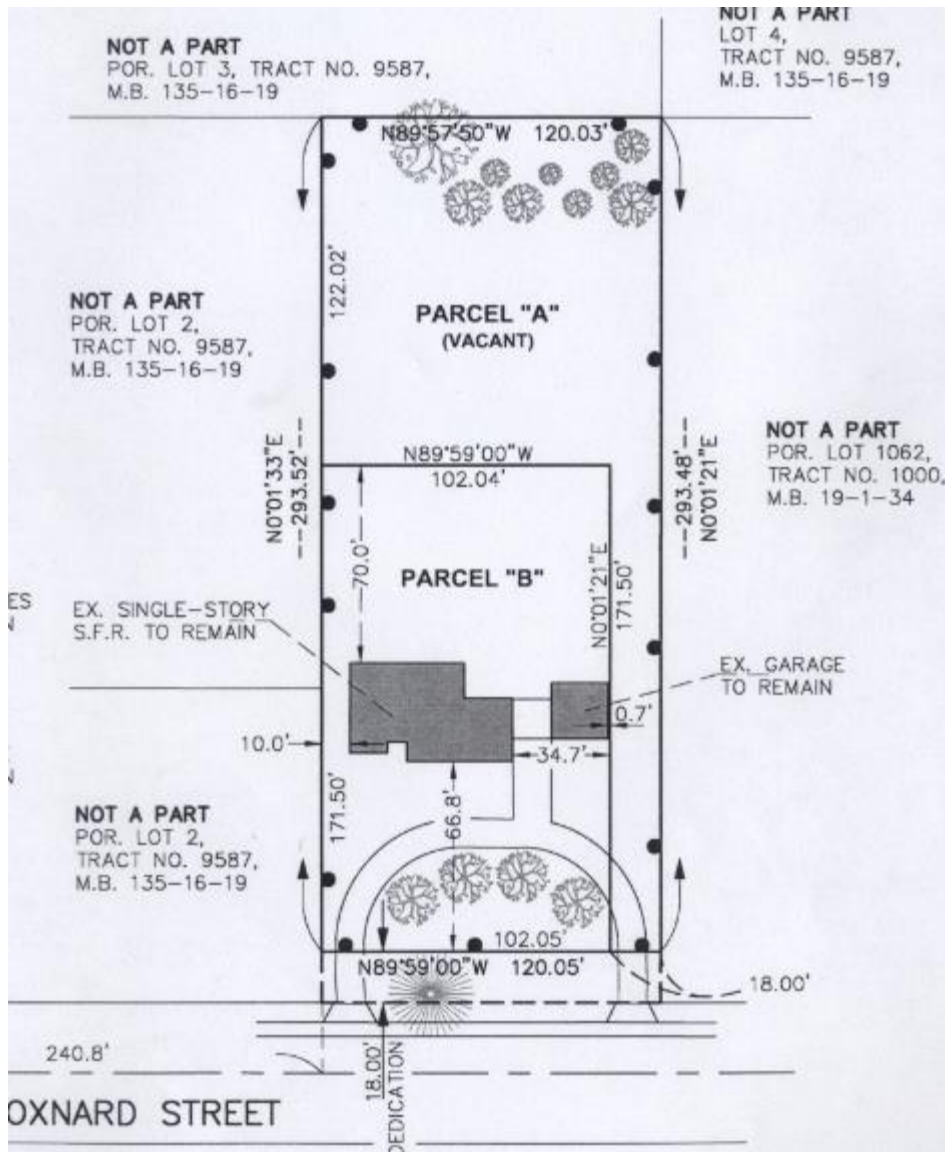 NOT A PART
POR. LOT 3, TRACT NO. 9587,
M.B. 135-16-19
NOT A PART
LOT 4,
TRACT NO. 9587,
M.B. 135-16-19
N89°57'50"W 120.03'
122.02'
NOT A PART
POR. LOT 2,
TRACT NO. 9587,
M.B. 135-16-19
PARCEL "A"
(VACANT)
N0°01'33"E
293.52'
N89°59'00"W
102.04'
293.48'
N0°01'21"E
NOT A PART
POR. LOT 1062,
TRACT NO. 1000,
M.B. 19-1-34
70.0'
PARCEL "B"
N0°01'21"E
171.50'
ES
EX. SINGLE-STORY
S.F.R. TO REMAIN
EX. GARAGE
TO REMAIN
0.7'
10.0'
34.7'
171.50'
66.8'
NOT A PART
POR. LOT 2,
TRACT NO. 9587,
M.B. 135-16-19
102.05'
N89°59'00"W 120.05'
18.00'
240.8'
18.00'
DEDICATION
OXNARD STREET